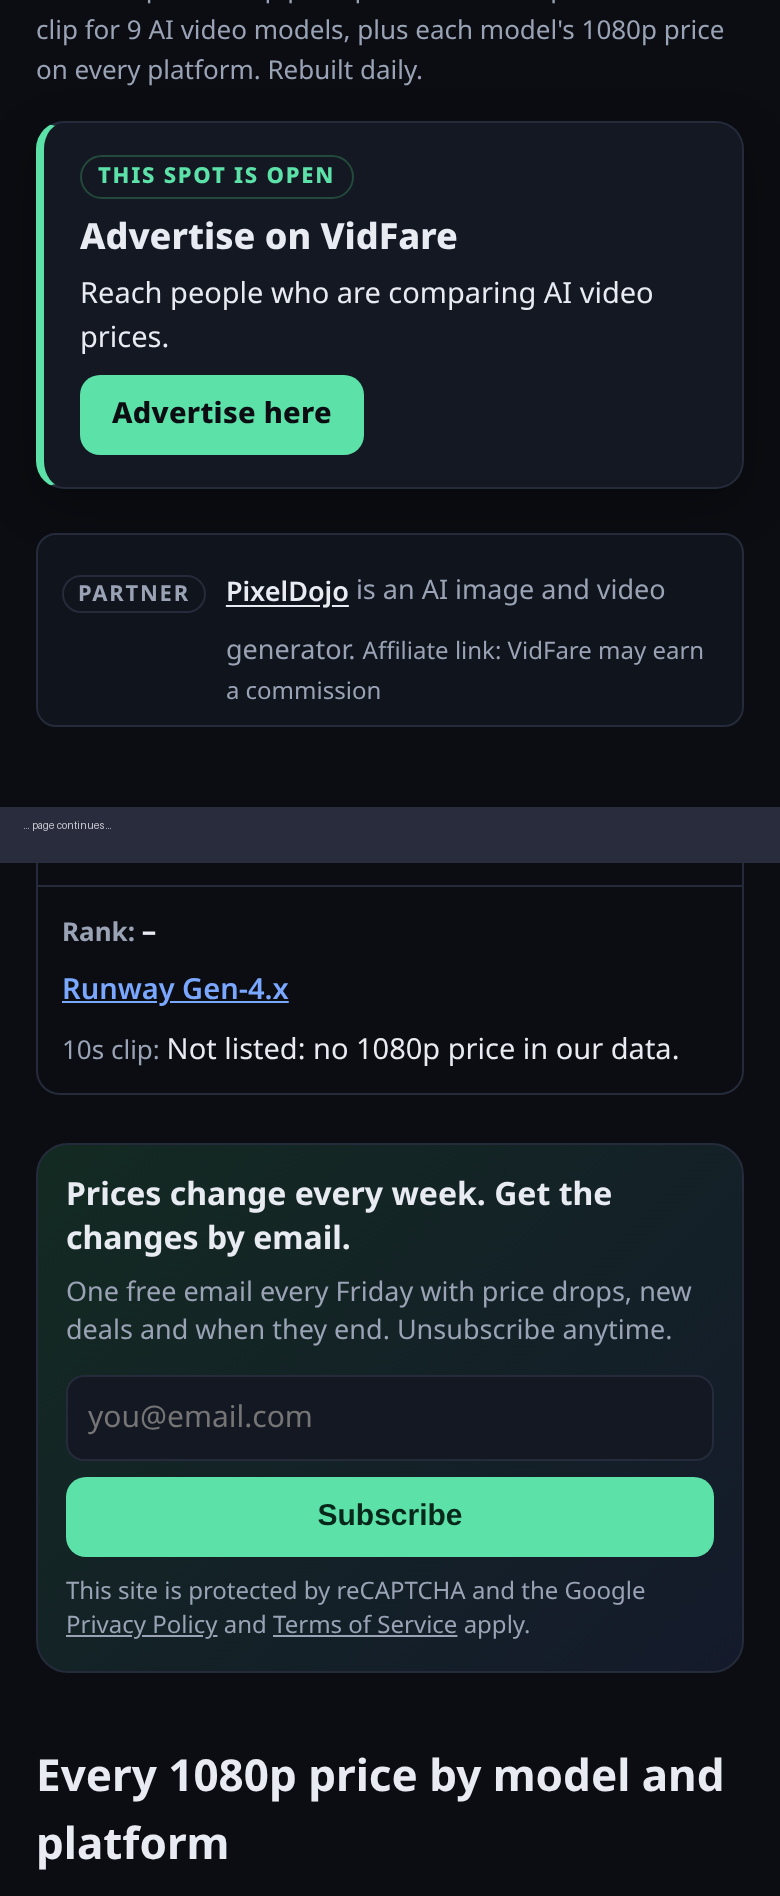 clip for 9 AI video models, plus each model's 1080p price
on every platform. Rebuilt daily.
THIS SPOT IS OPEN
Advertise on VidFare
Reach people who are comparing AI video
prices.
Advertise here
PARTNER
PixelDojo is an AI image and video
generator. Affiliate link: VidFare may earn
a commission
... page continues...
Rank: –
Runway Gen-4.x
10s clip: Not listed: no 1080p price in our data.
Prices change every week. Get the
changes by email.
One free email every Friday with price drops, new
deals and when they end. Unsubscribe anytime.
you@email.com
Subscribe
This site is protected by reCAPTCHA and the Google
Privacy Policy and Terms of Service apply.
Every 1080p price by model and
platform